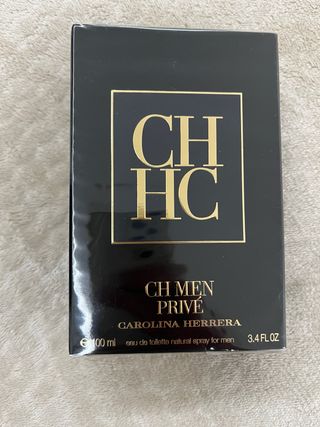 CH
HC
CH MEN
PRIVÉ
CAROLINA HERRERA
℮100 ml eau de toilette natural spray for men 3.4 FL OZ